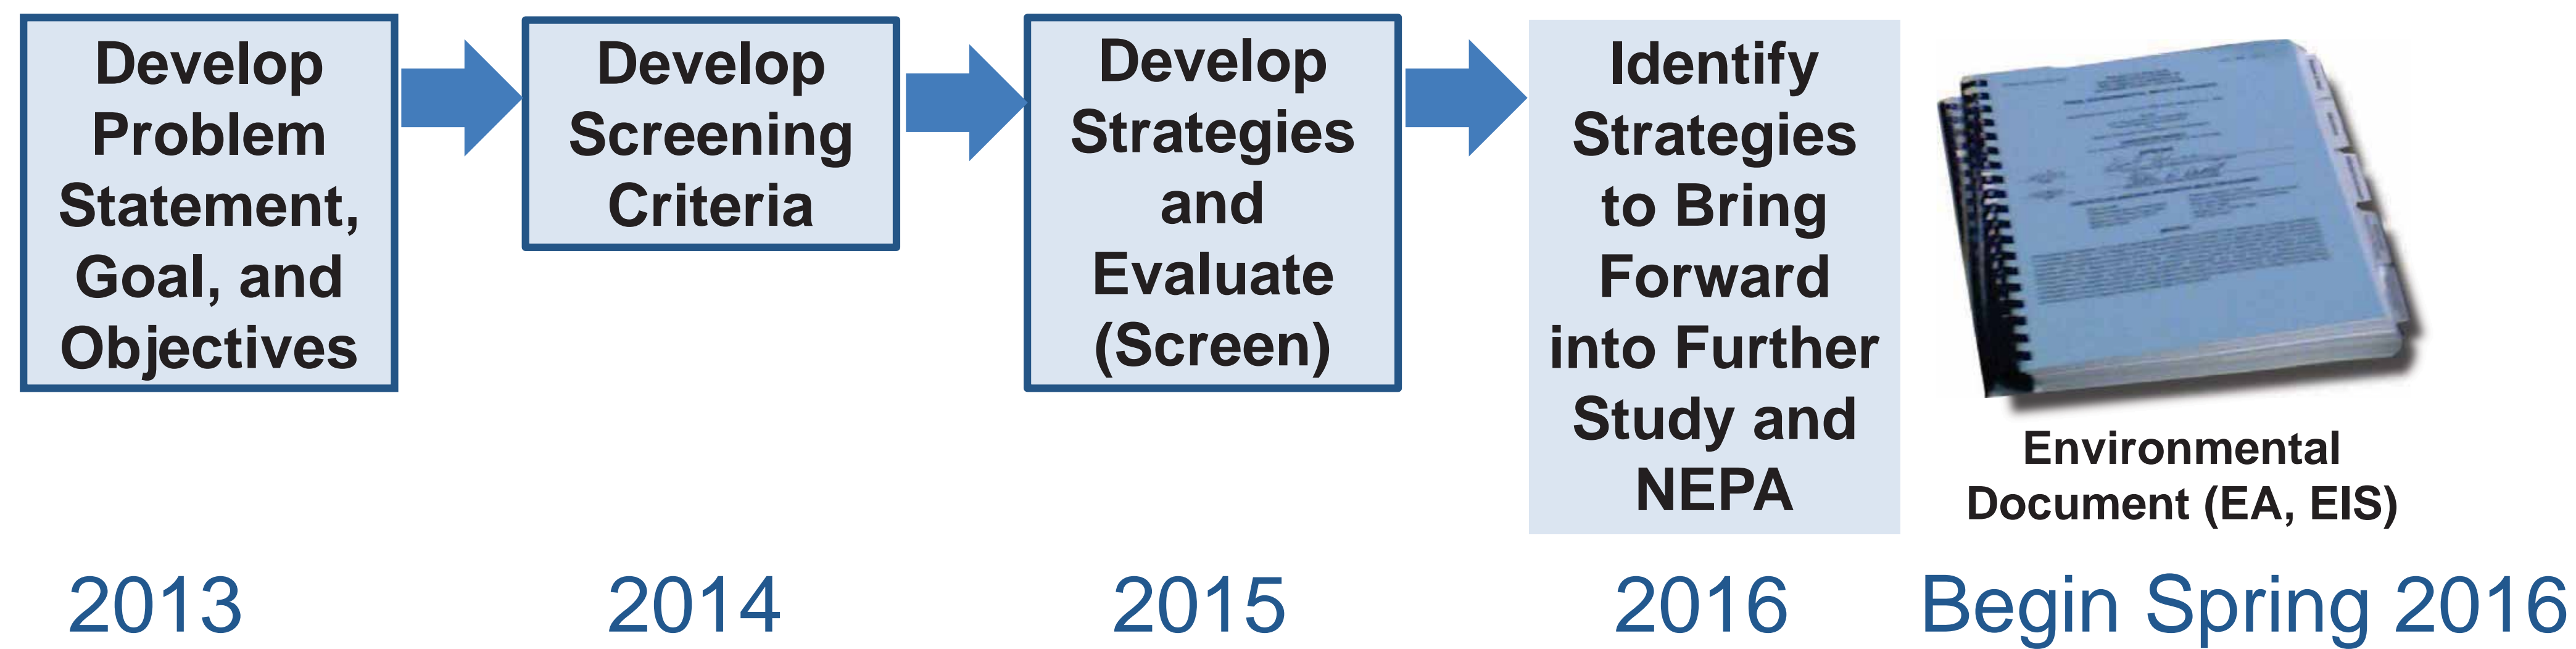 Develop
Problem
Statement,
Goal, and
Objectives
Develop
Screening
Criteria
Develop
Strategies
and
Evaluate
(Screen)
Identify
Strategies
to Bring
Forward
into Further
Study and
NEPA
Environmental
Document (EA, EIS)
2013
2014
2015
2016
Begin Spring 2016